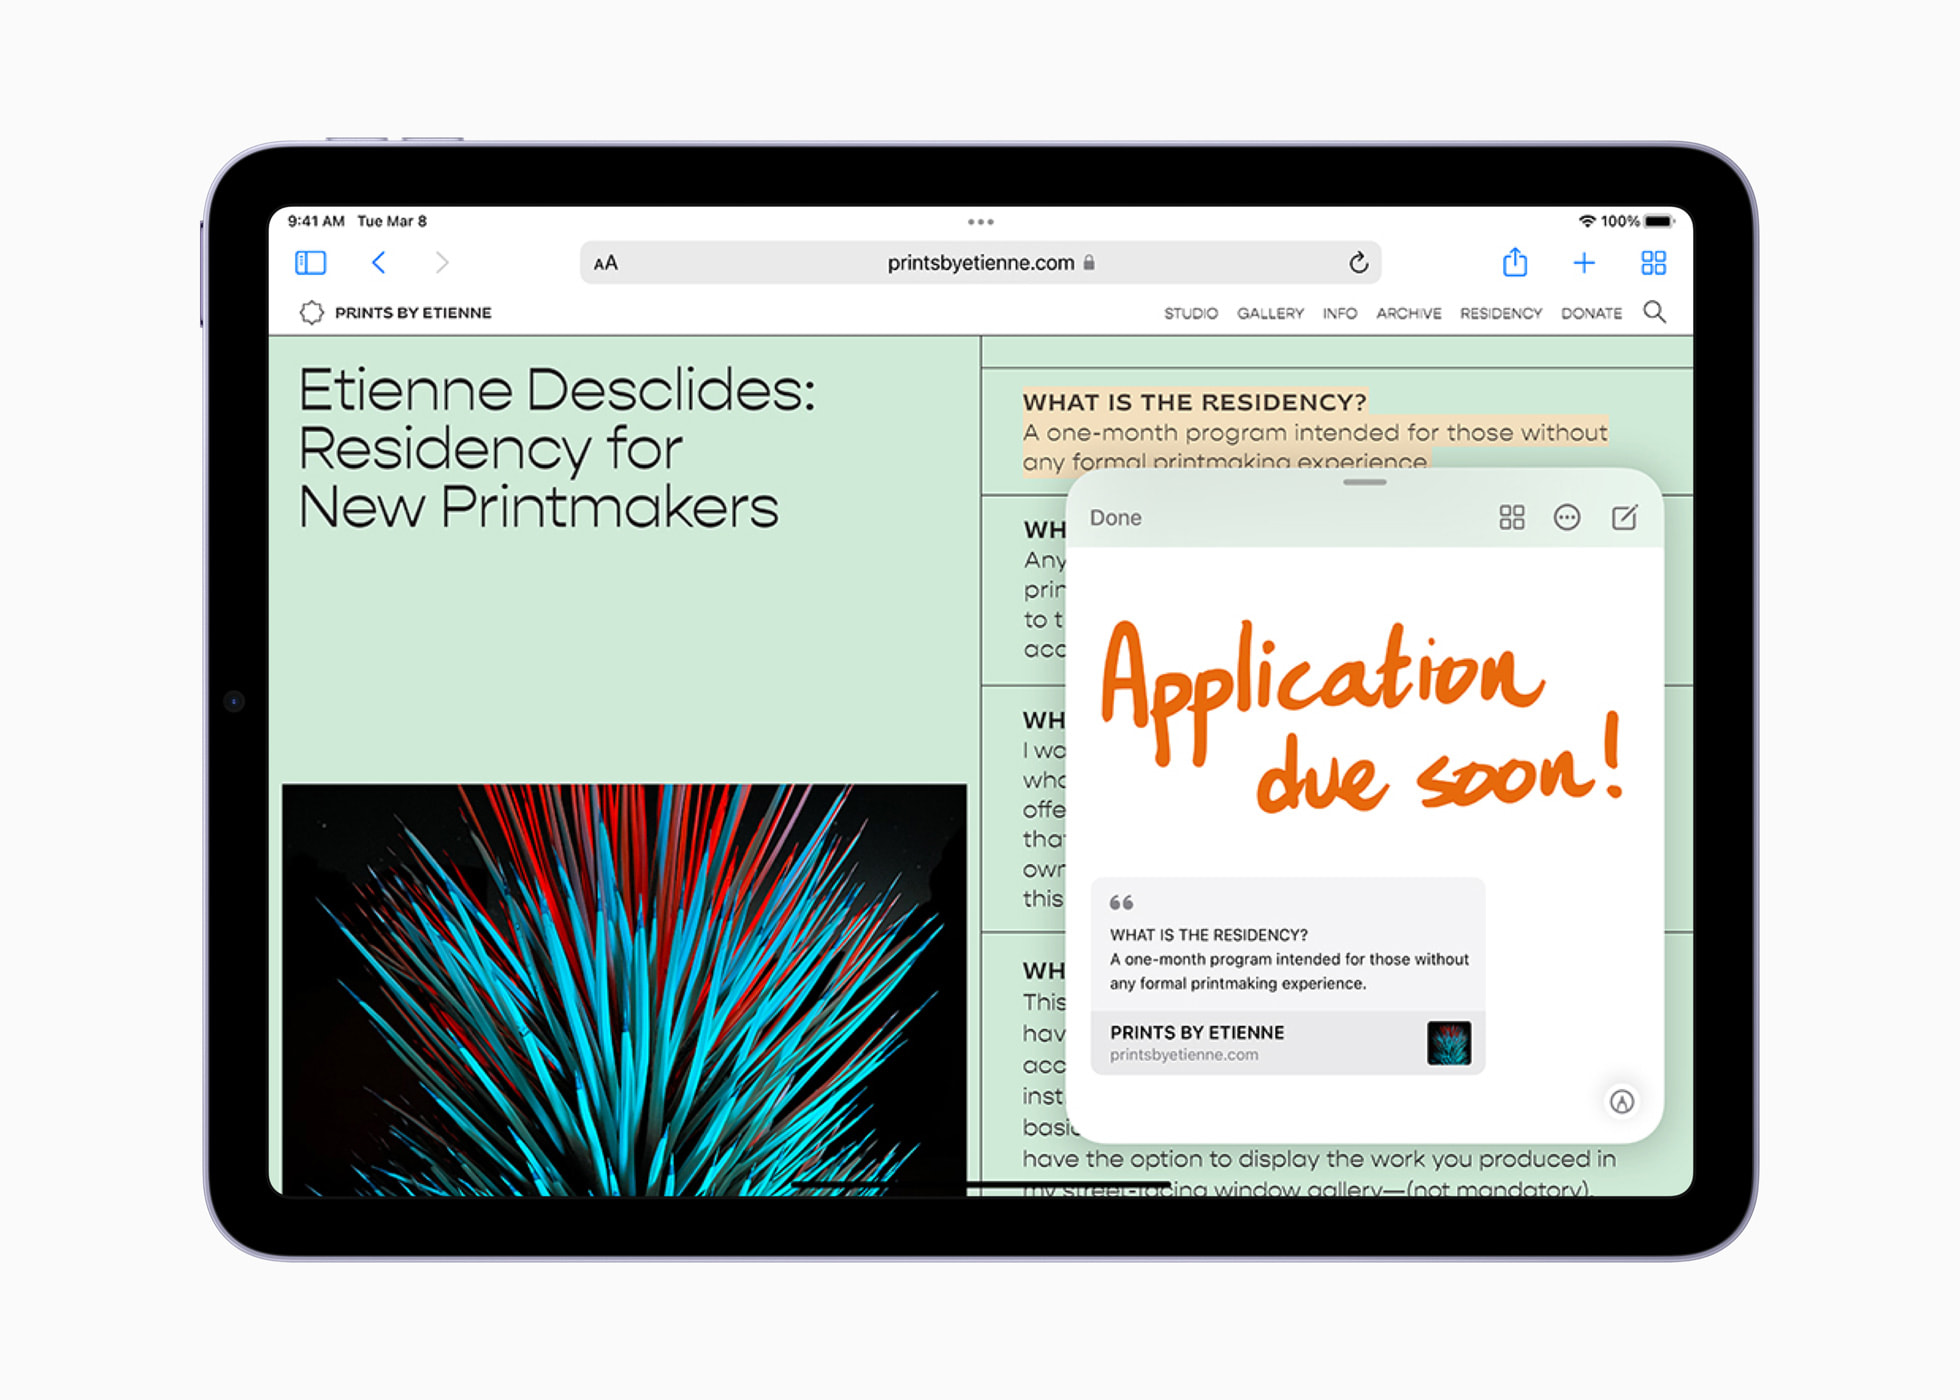 9:41 AM Tue Mar 8
100%
AA
printsbyetienne.com
PRINTS BY ETIENNE
STUDIO GALLERY INFO ARCHIVE RESIDENCY DONATE
Etienne Desclides:
Residency for
New Printmakers
WHAT IS THE RESIDENCY?
A one-month program intended for those without
any formal printmaking experience.
WH
Any
prin
to t
acc
WH
I wo
who
offe
that
own
this
WH
This
hav
acc
inst
basic
have the option to display the work you produced in
my street-facing window gallery—(not mandatory).
Done
Application
due soon!
WHAT IS THE RESIDENCY?
A one-month program intended for those without
any formal printmaking experience.
PRINTS BY ETIENNE
printsbyetienne.com